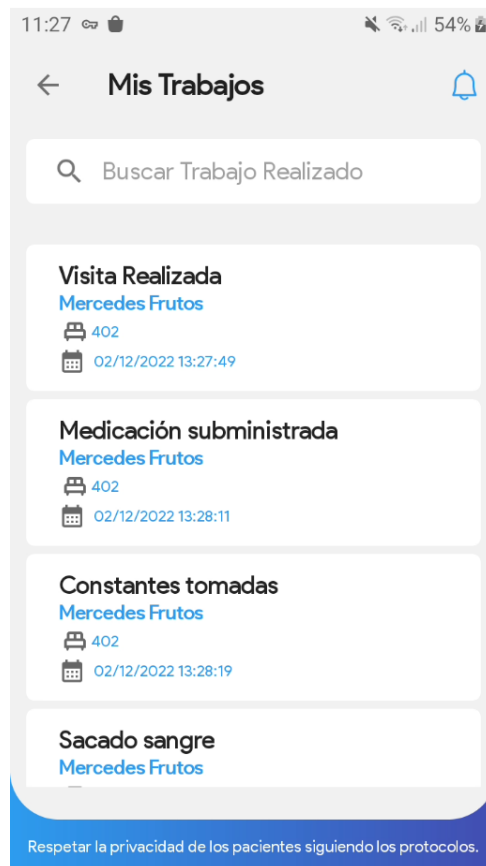 11:27 54%
Mis Trabajos
Buscar Trabajo Realizado
Visita Realizada
Mercedes Frutos
402
02/12/2022 13:27:49
Medicación subministrada
Mercedes Frutos
402
02/12/2022 13:28:11
Constantes tomadas
Mercedes Frutos
402
02/12/2022 13:28:19
Sacado sangre
Mercedes Frutos
Respetar la privacidad de los pacientes siguiendo los protocolos.